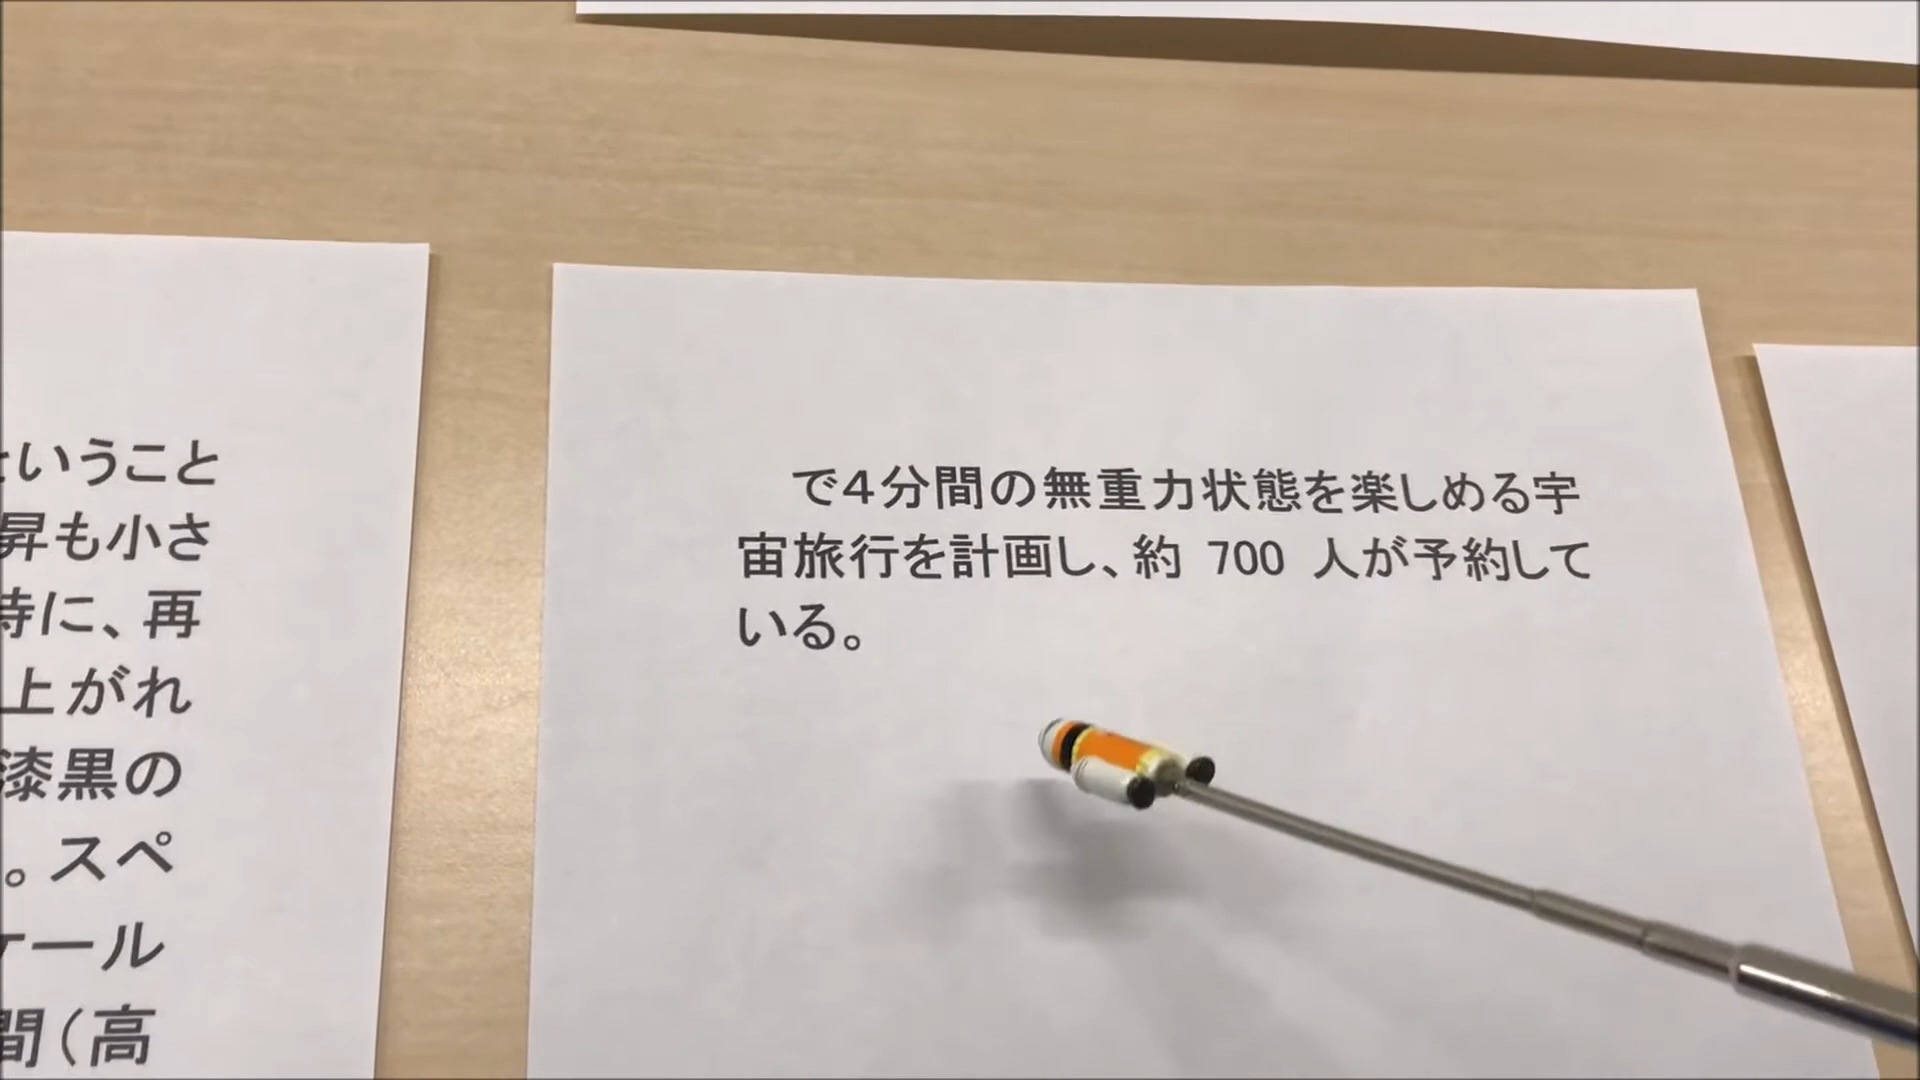 ということ
昇も小さ
時に、再
上がれ
漆黒の
。スペ
ケール
間(高
で4分間の無重力状態を楽しめる宇
宙旅行を計画し、約 700 人が予約して
いる。